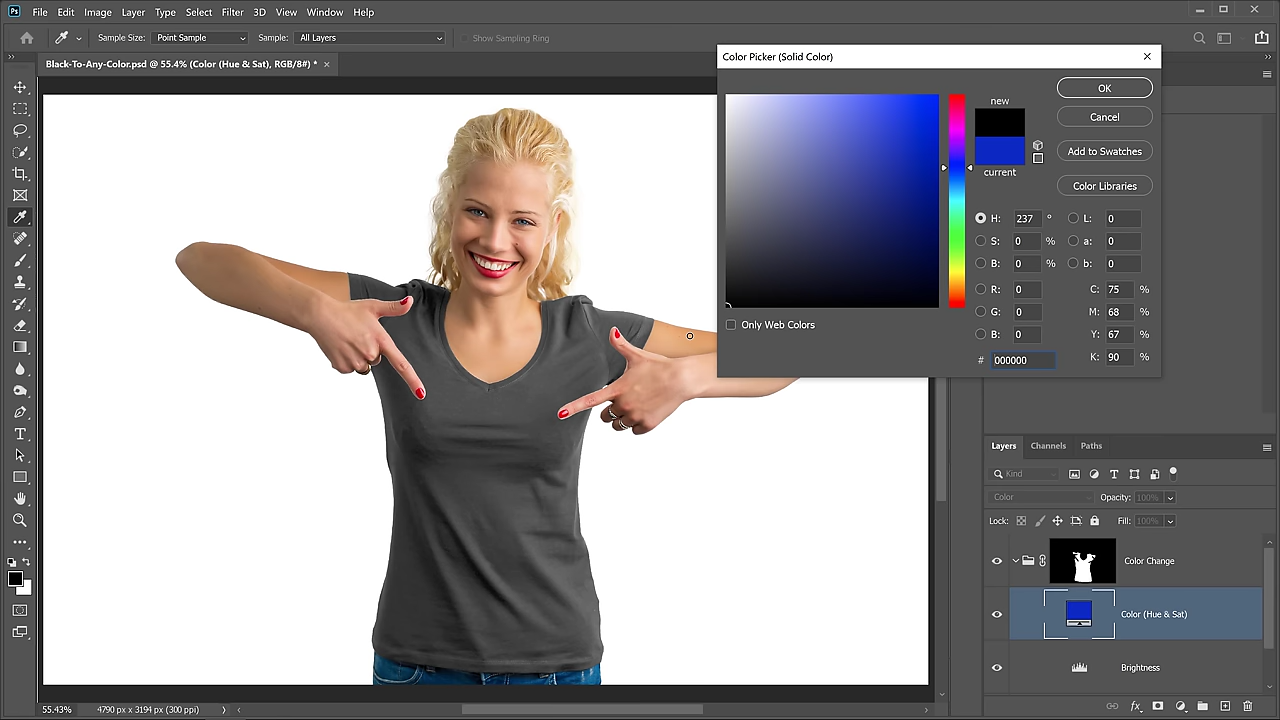 Ps File Edit Image Layer Type Select Filter 3D View Window Help
Sample Size: Point Sample Sample: All Layers Show Sampling Ring
Black-To-Any-Color.psd @ 55.4% (Color (Hue & Sat), RGB/8#) * ×
Color Picker (Solid Color)
new
current
OK
Cancel
Add to Swatches
Color Libraries
H: 237 ° L: 0
S: 0 % a: 0
B: 0 % b: 0
R: 0 C: 75 %
G: 0 M: 68 %
B: 0 Y: 67 %
# 000000 K: 90 %
Only Web Colors
Layers Channels Paths
Kind
Color Opacity: 100%
Lock: Fill: 100%
Color Change
Color (Hue & Sat)
Brightness
55.43% 4790 px x 3194 px (300 ppi)